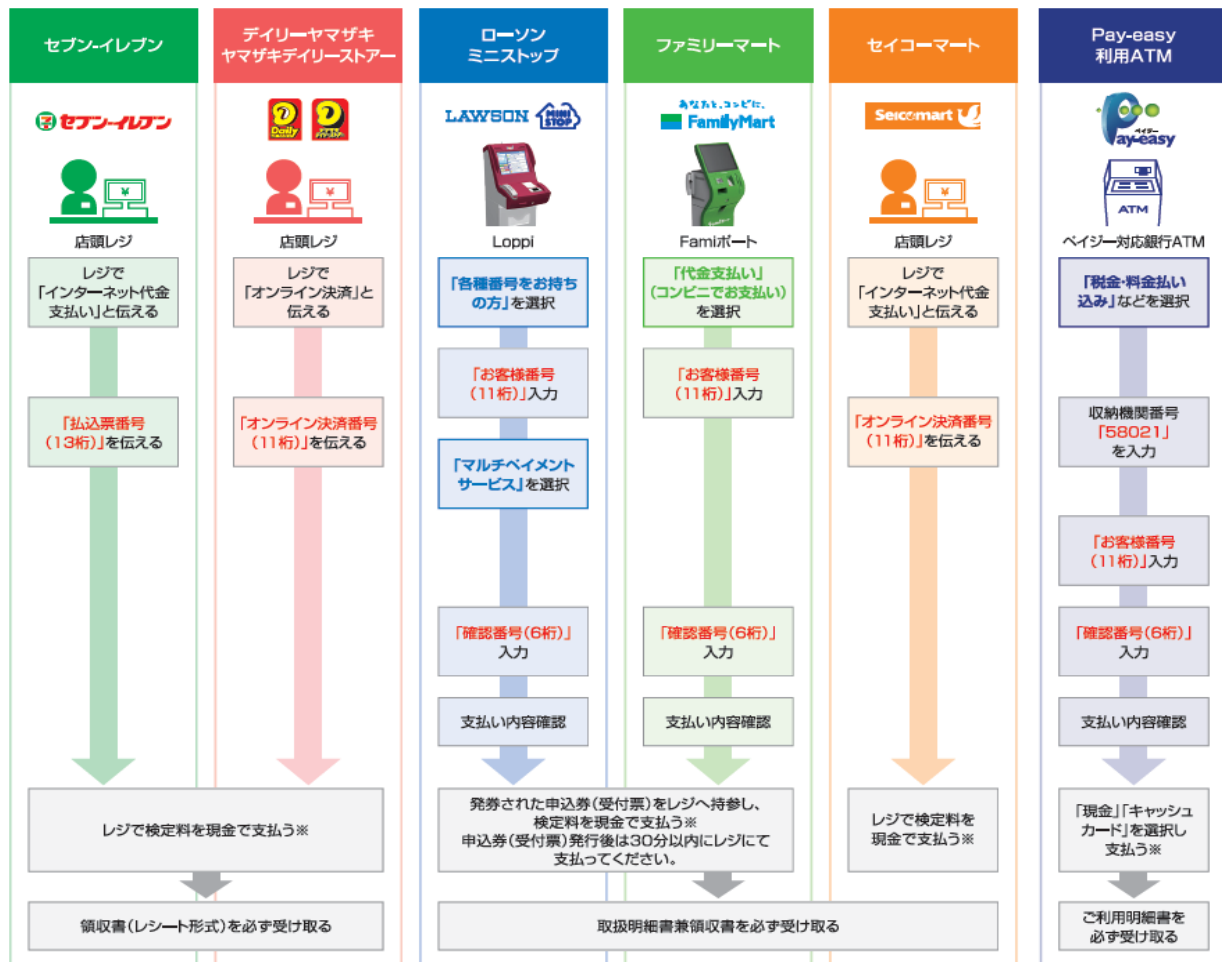 セブン-イレブン
セブン-イレブン
店頭レジ
レジで
「インターネット代金
支払い」と伝える
「払込票番号
(13桁)」を伝える
デイリーヤマザキ
ヤマザキデイリーストアー
Daily
店頭レジ
レジで
「オンライン決済」と
伝える
「オンライン決済番号
(11桁)」を伝える
レジで検定料を現金で支払う※
領収書(レシート形式)を必ず受け取る
ローソン
ミニストップ
LAWSON
MINI
STOP
Loppi
「各種番号をお持ち
の方」を選択
「お客様番号
(11桁)」入力
「マルチペイメント
サービス」を選択
「確認番号(6桁)」
入力
支払い内容確認
ファミリーマート
あなたと、コンビに、
FamilyMart
Famiポート
「代金支払い」
(コンビニでお支払い)
を選択
「お客様番号
(11桁)」入力
「確認番号(6桁)」
入力
支払い内容確認
発券された申込券(受付票)をレジへ持参し、
検定料を現金で支払う※
申込券(受付票)発行後は30分以内にレジにて
支払ってください。
セイコーマート
Seicomart
店頭レジ
レジで
「インターネット代金
支払い」と伝える
「オンライン決済番号
(11桁)」を伝える
レジで検定料を
現金で支払う※
取扱明細書兼領収書を必ず受け取る
Pay-easy
利用ATM
ペイジー
Pay-easy
ATM
ペイジー対応銀行ATM
「税金・料金払い
込み」などを選択
収納機関番号
「58021」
を入力
「お客様番号
(11桁)」入力
「確認番号(6桁)」
入力
支払い内容確認
「現金」「キャッシュ
カード」を選択し
支払う※
ご利用明細書を
必ず受け取る